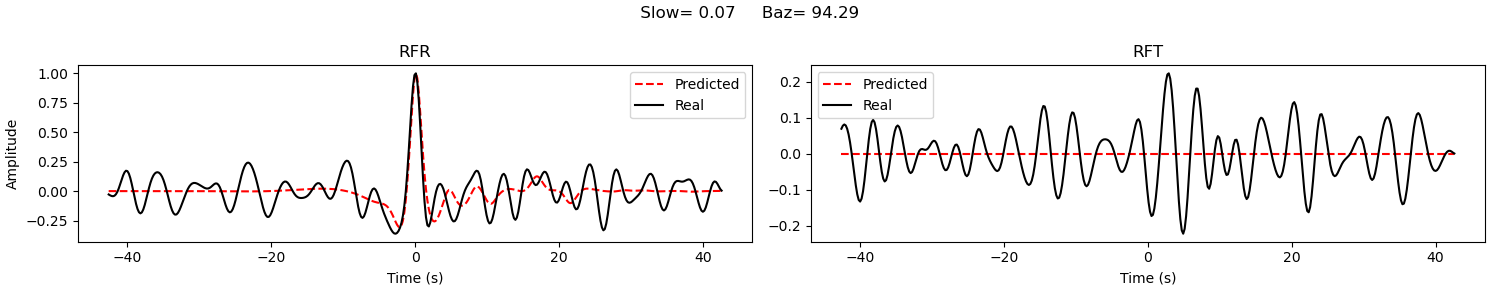 Slow= 0.07     Baz= 94.29
RFR
RFT
Amplitude
1.00
0.75
0.50
0.25
0.00
−0.25
Predicted
Real
−40
−20
0
20
40
Time (s)
0.2
0.1
0.0
−0.1
−0.2
Predicted
Real
−40
−20
0
20
40
Time (s)